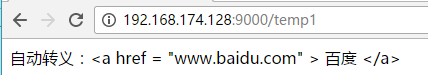 192.168.174.128:9000/temp1
自动转义：<a href = "www.baidu.com" > 百度 </a>